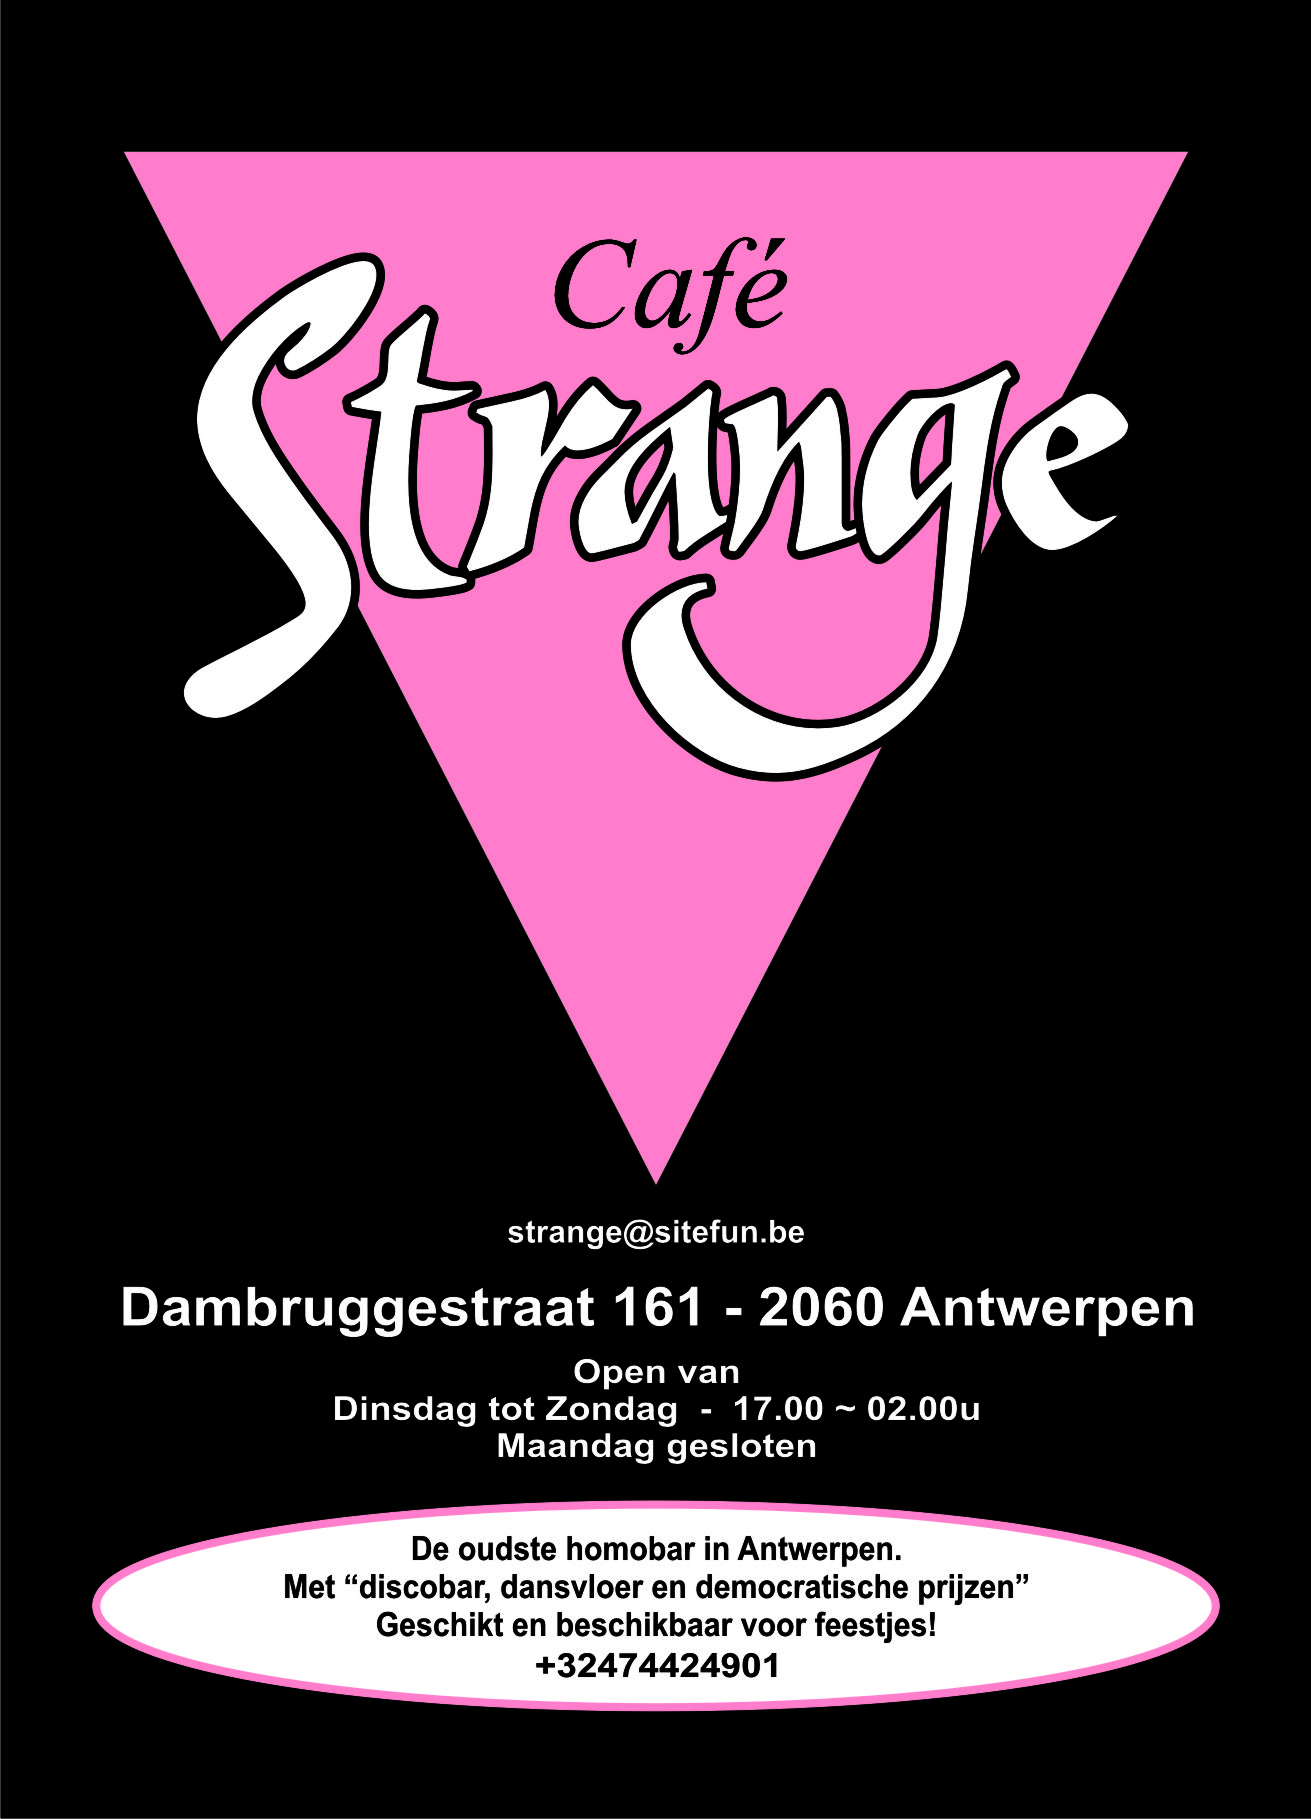 Café
Strange
strange@sitefun.be
Dambruggestraat 161 - 2060 Antwerpen
Open van
Dinsdag tot Zondag - 17.00 ~ 02.00u
Maandag gesloten
De oudste homobar in Antwerpen.
Met “discobar, dansvloer en democratische prijzen”
Geschikt en beschikbaar voor feestjes!
+32474424901